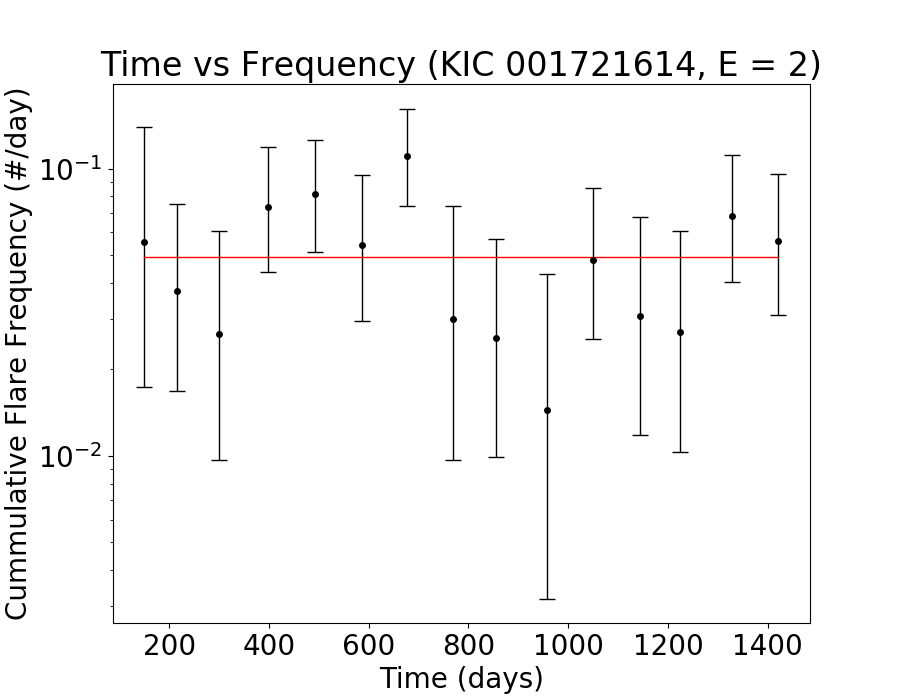 Time vs Frequency (KIC 001721614, E = 2)
Cummulative Flare Frequency (#/day)
10⁻¹
10⁻²
200 400 600 800 1000 1200 1400
Time (days)